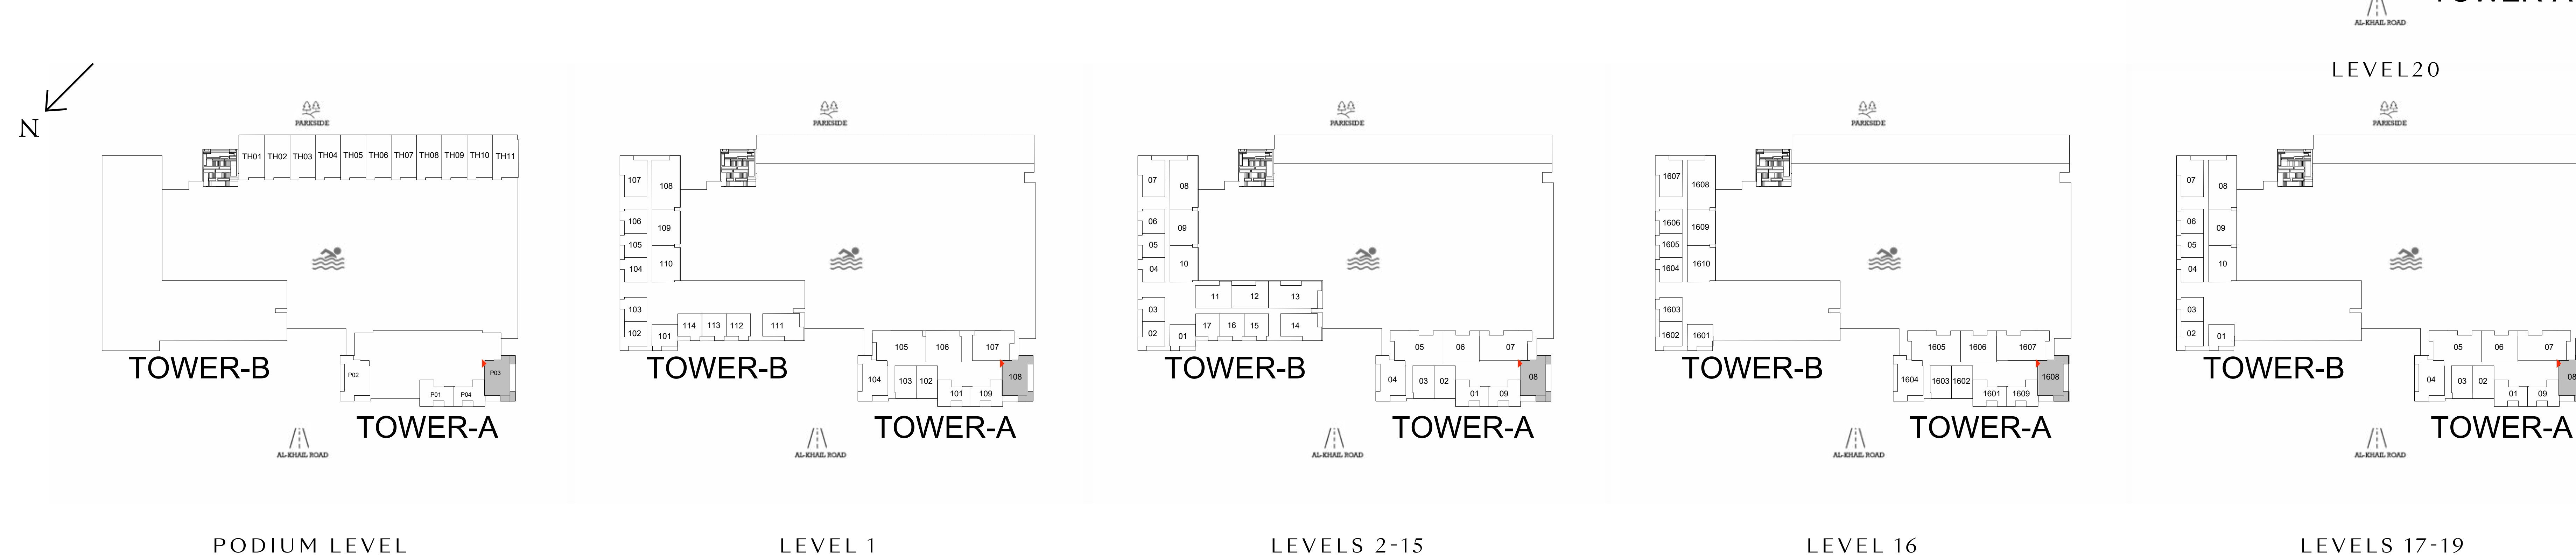 TOWER-A
AL-KHAIL ROAD
LEVEL20
N
PARKSIDE
TH01 TH02 TH03 TH04 TH05 TH06 TH07 TH08 TH09 TH10 TH11
P02
P03
P01 P04
TOWER-B
TOWER-A
AL-KHAIL ROAD
PODIUM LEVEL
PARKSIDE
107 108
106 109
105
104 110
103
102 101 114 113 112 111
105 106 107
104 103 102 108
101 109
TOWER-B
TOWER-A
AL-KHAIL ROAD
LEVEL 1
PARKSIDE
07 08
06 09
05
04 10
11 12 13
03
02 01 17 16 15 14
05 06 07
04 03 02 08
01 09
TOWER-B
TOWER-A
AL-KHAIL ROAD
LEVELS 2-15
PARKSIDE
1607 1608
1606 1609
1605
1604 1610
1603
1602 1601
1605 1606 1607
1604 1603 1602 1608
1601 1609
TOWER-B
TOWER-A
AL-KHAIL ROAD
LEVEL 16
PARKSIDE
07 08
06 09
05
04 10
03
02 01
05 06 07
04 03 02 08
01 09
TOWER-B
TOWER-A
AL-KHAIL ROAD
LEVELS 17-19